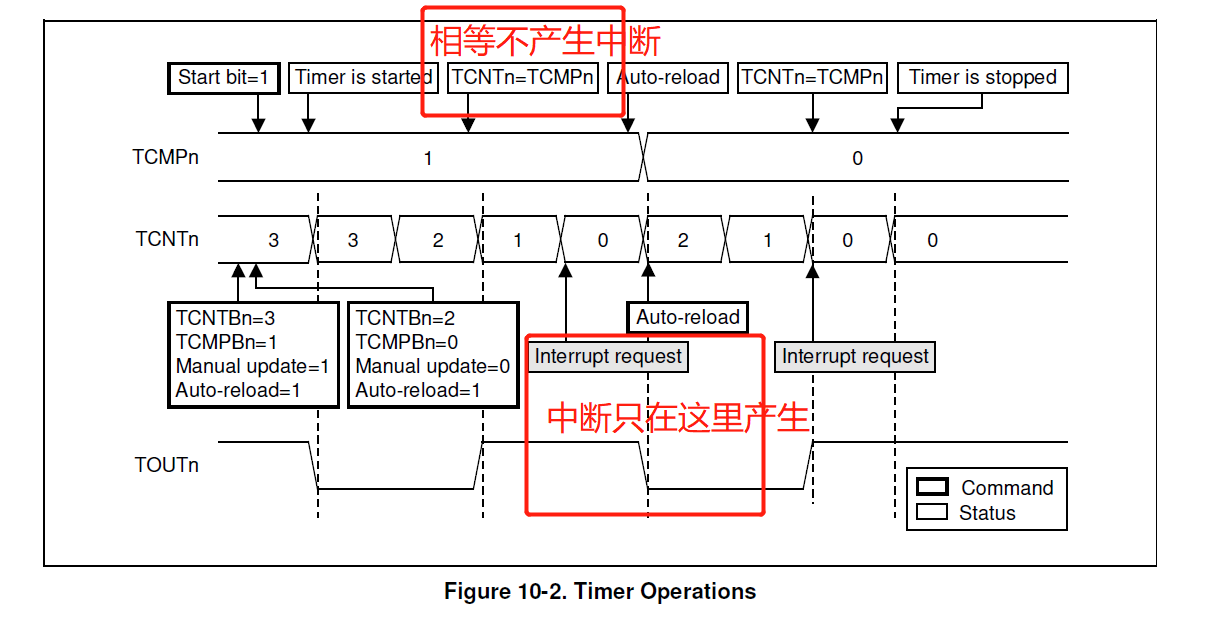 相等不产生中断
Start bit=1
Timer is started
TCNTn=TCMPn
Auto-reload
TCNTn=TCMPn
Timer is stopped
TCMPn
1
0
TCNTn
3
3
2
1
0
2
1
0
0
TCNTBn=3
TCMPBn=1
Manual update=1
Auto-reload=1
TCNTBn=2
TCMPBn=0
Manual update=0
Auto-reload=1
Auto-reload
Interrupt request
Interrupt request
中断只在这里产生
TOUTn
Command
Status
Figure 10-2. Timer Operations